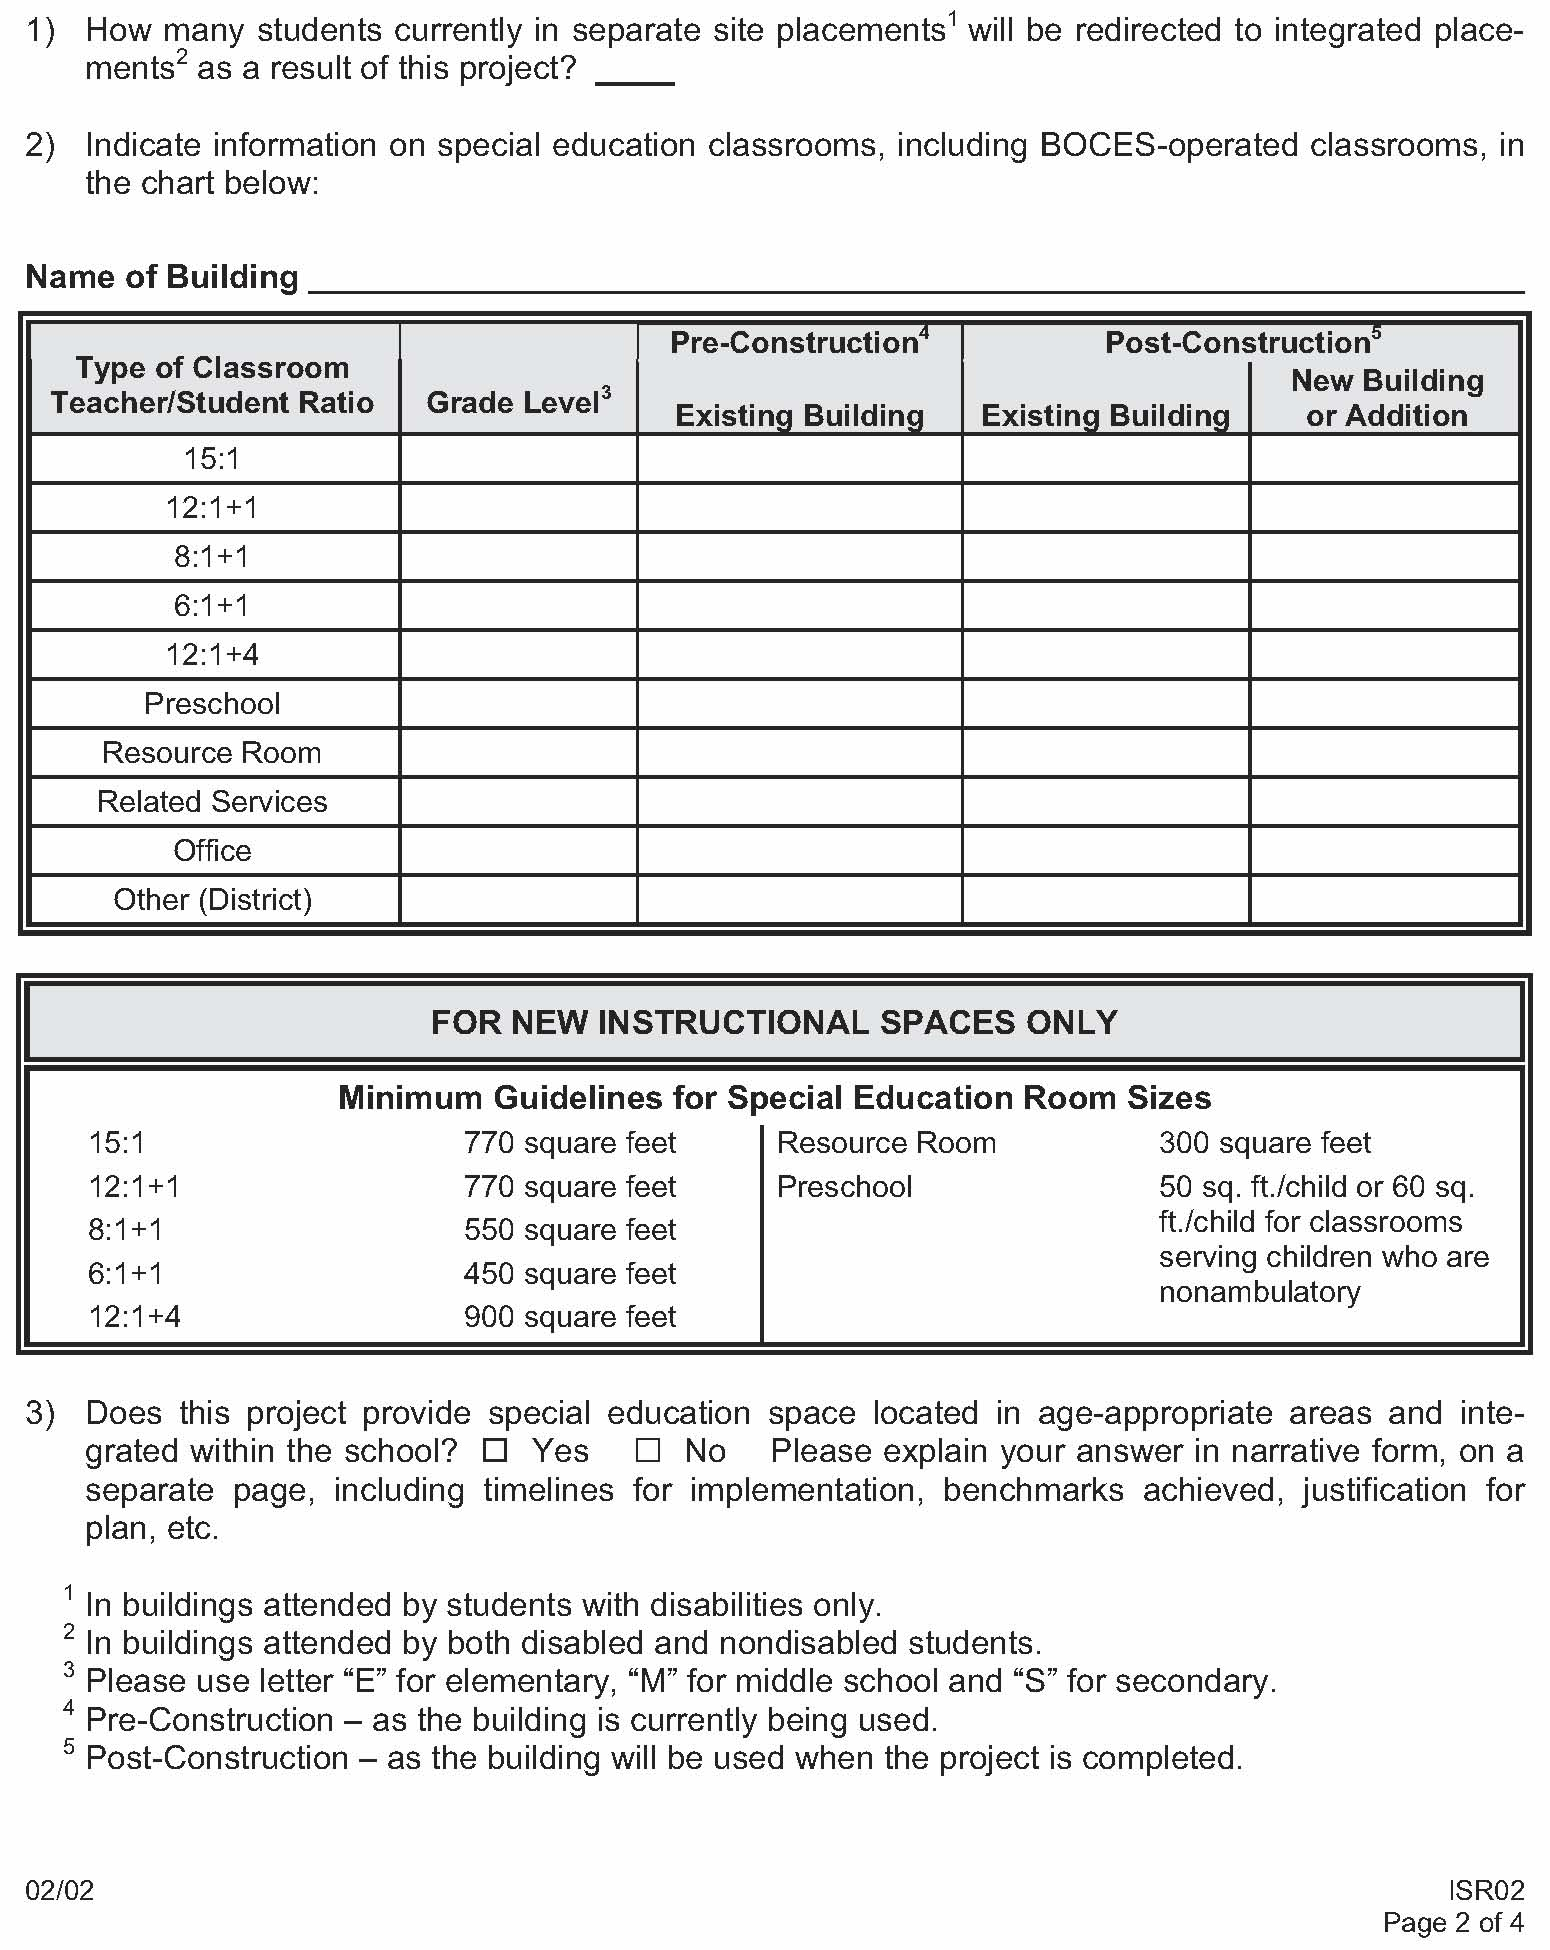 1) How many students currently in separate site placements1 will be redirected to integrated place-
ments2 as a result of this project? ____
2) Indicate information on special education classrooms, including BOCES-operated classrooms, in
the chart below:
Name of Building
Pre-Construction4 Post-Construction5
Type of Classroom
Teacher/Student Ratio Grade Level3 Existing Building Existing Building New Building
or Addition
15:1
12:1+1
8:1+1
6:1+1
12:1+4
Preschool
Resource Room
Related Services
Office
Other (District)
FOR NEW INSTRUCTIONAL SPACES ONLY
Minimum Guidelines for Special Education Room Sizes
15:1 770 square feet
12:1+1 770 square feet
8:1+1 550 square feet
6:1+1 450 square feet
12:1+4 900 square feet
Resource Room 300 square feet
Preschool 50 sq. ft./child or 60 sq.
ft./child for classrooms
serving children who are
nonambulatory
3) Does this project provide special education space located in age-appropriate areas and inte-
grated within the school? ☐ Yes ☐ No Please explain your answer in narrative form, on a
separate page, including timelines for implementation, benchmarks achieved, justification for
plan, etc.
1 In buildings attended by students with disabilities only.
2 In buildings attended by both disabled and nondisabled students.
3 Please use letter “E” for elementary, “M” for middle school and “S” for secondary.
4 Pre-Construction – as the building is currently being used.
5 Post-Construction – as the building will be used when the project is completed.
02/02 ISR02
Page 2 of 4